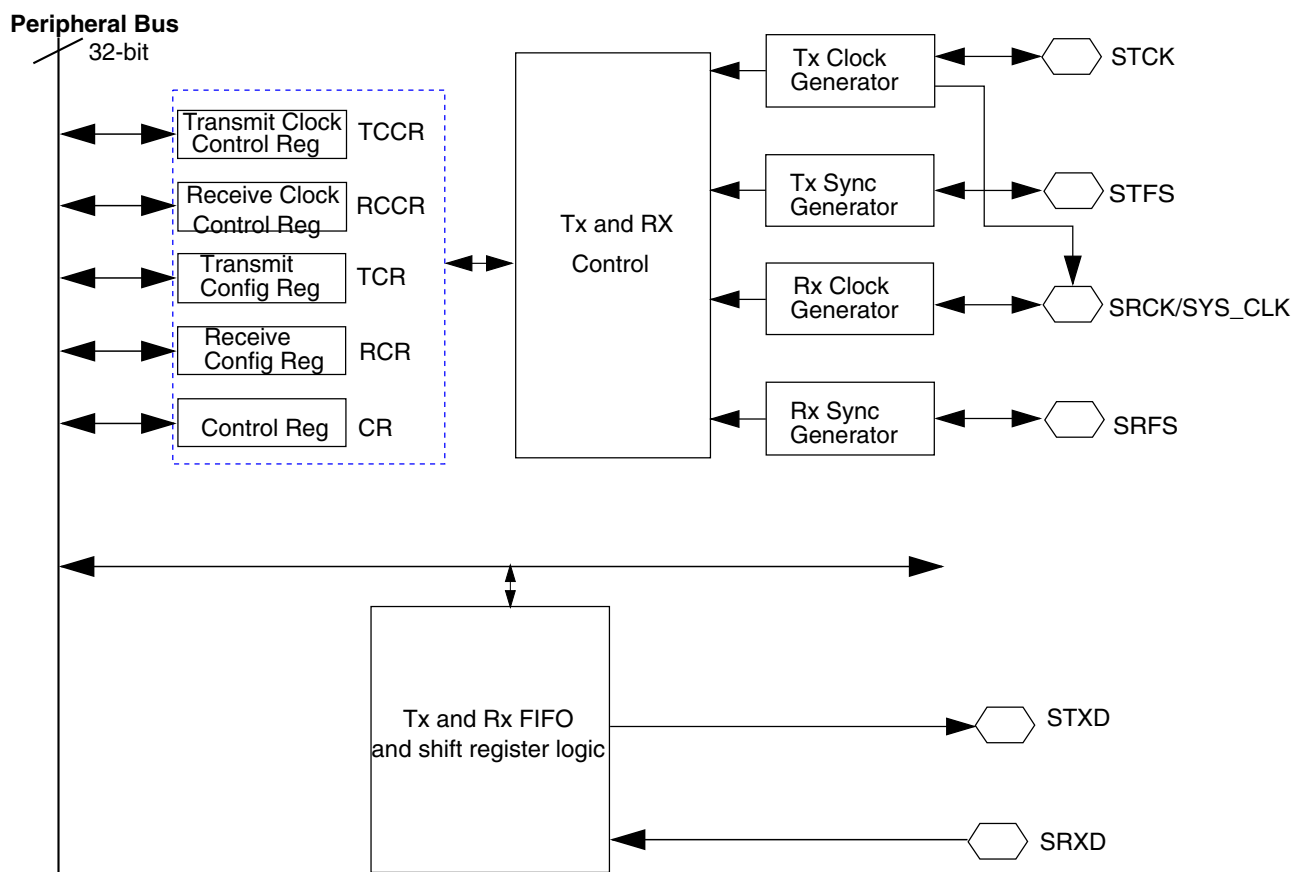 Peripheral Bus
32-bit
Transmit Clock
Control Reg
TCCR
Receive Clock
Control Reg
RCCR
Transmit
Config Reg
TCR
Receive
Config Reg
RCR
Control Reg
CR
Tx and RX
Control
Tx Clock
Generator
STCK
Tx Sync
Generator
STFS
Rx Clock
Generator
SRCK/SYS_CLK
Rx Sync
Generator
SRFS
Tx and Rx FIFO
and shift register logic
STXD
SRXD